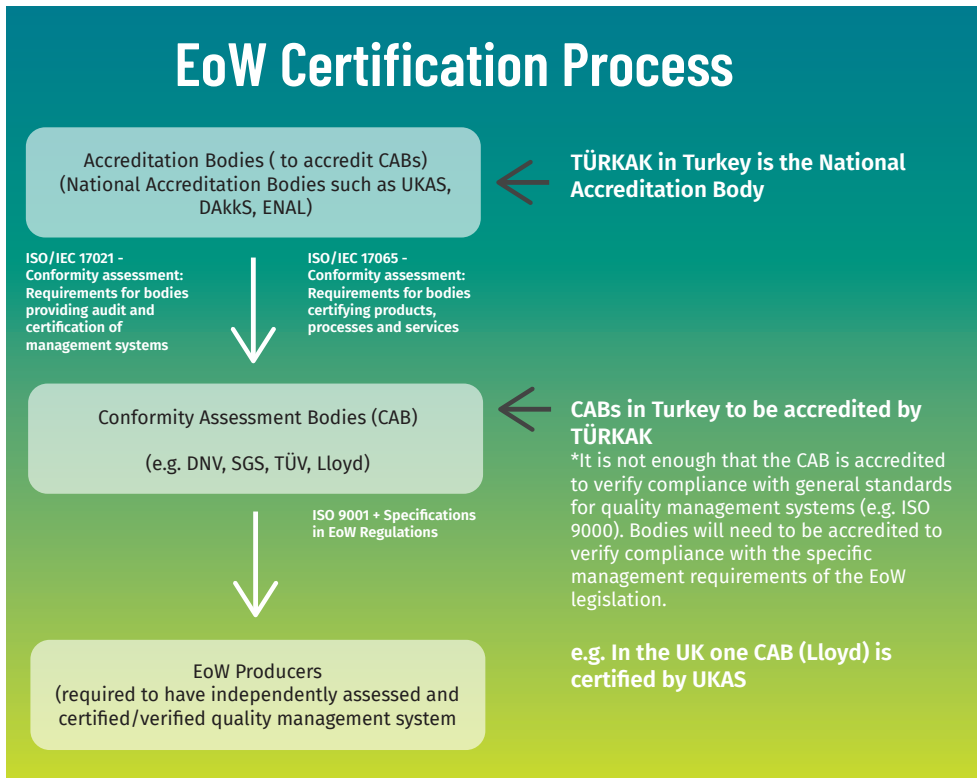 EoW Certification Process
Accreditation Bodies ( to accredit CABs)
(National Accreditation Bodies such as UKAS,
DAkkS, ENAL)
TÜRKAK in Turkey is the National
Accreditation Body
ISO/IEC 17021 -
Conformity assessment:
Requirements for bodies
providing audit and
certification of
management systems
ISO/IEC 17065 -
Conformity assessment:
Requirements for bodies
certifying products,
processes and services
Conformity Assessment Bodies (CAB)
(e.g. DNV, SGS, TÜV, Lloyd)
CABs in Turkey to be accredited by
TÜRKAK
*It is not enough that the CAB is accredited
to verify compliance with general standards
for quality management systems (e.g. ISO
9000). Bodies will need to be accredited to
verify compliance with the specific
management requirements of the EoW
legislation.
ISO 9001 + Specifications
in EoW Regulations
e.g. In the UK one CAB (Lloyd) is
certified by UKAS
EoW Producers
(required to have independently assessed and
certified/verified quality management system